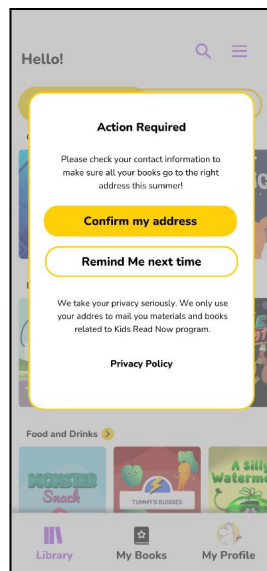 Hello!
Action Required
Please check your contact information to
make sure all your books go to the right
address this summer!
Confirm my address
Remind Me next time
We take your privacy seriously. We only use
your addres to mail you materials and books
related to Kids Read Now program.
Privacy Policy
Food and Drinks
MONSTER
Snack
TUMMY'S BUDDIES
A Silly
Waterme
Library
My Books
My Profile